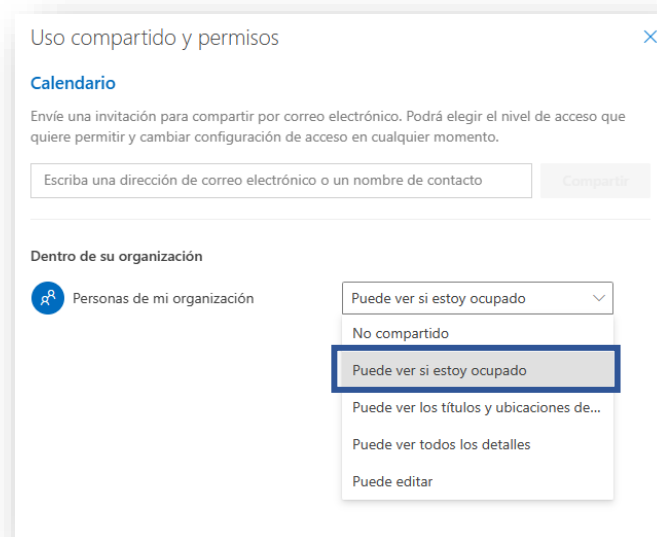 Uso compartido y permisos
Calendario
Envíe una invitación para compartir por correo electrónico. Podrá elegir el nivel de acceso que
quiere permitir y cambiar configuración de acceso en cualquier momento.
Escriba una dirección de correo electrónico o un nombre de contacto
Compartir
Dentro de su organización
Personas de mi organización
Puede ver si estoy ocupado
No compartido
Puede ver si estoy ocupado
Puede ver los títulos y ubicaciones de...
Puede ver todos los detalles
Puede editar